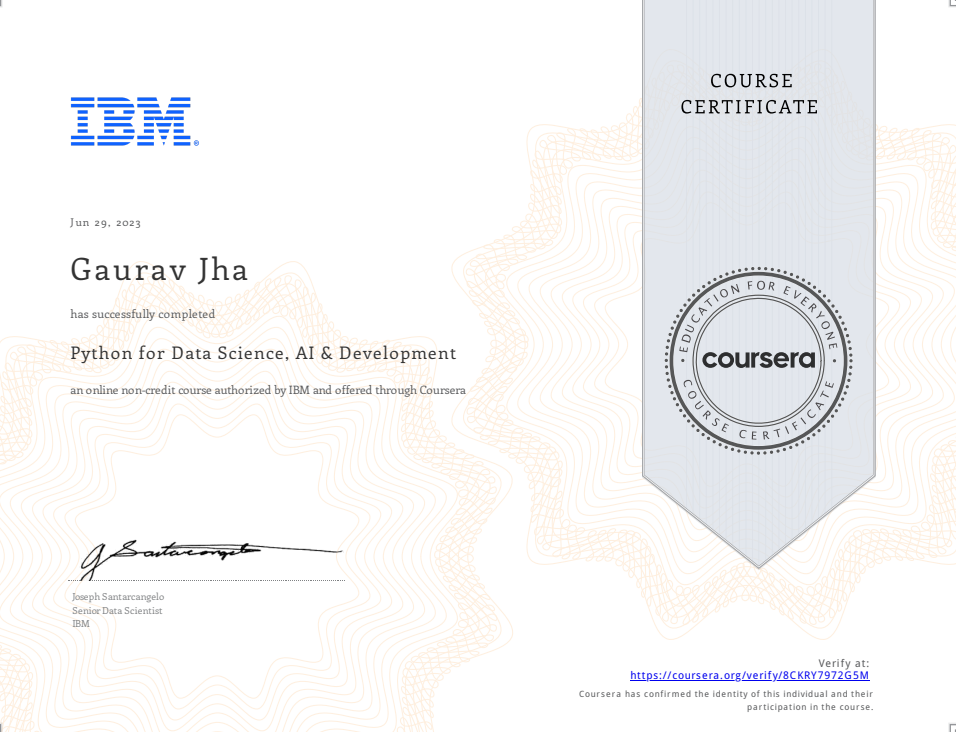 COURSE
CERTIFICATE
IBM®
Jun 29, 2023
Gaurav Jha
has successfully completed
Python for Data Science, AI & Development
an online non-credit course authorized by IBM and offered through Coursera
EDUCATION FOR EVERYONE
coursera
COURSE CERTIFICATE
J Santarcangelo
Joseph Santarcangelo
Senior Data Scientist
IBM
Verify at:
https://coursera.org/verify/8CKRY7972G5M
Coursera has confirmed the identity of this individual and their
participation in the course.